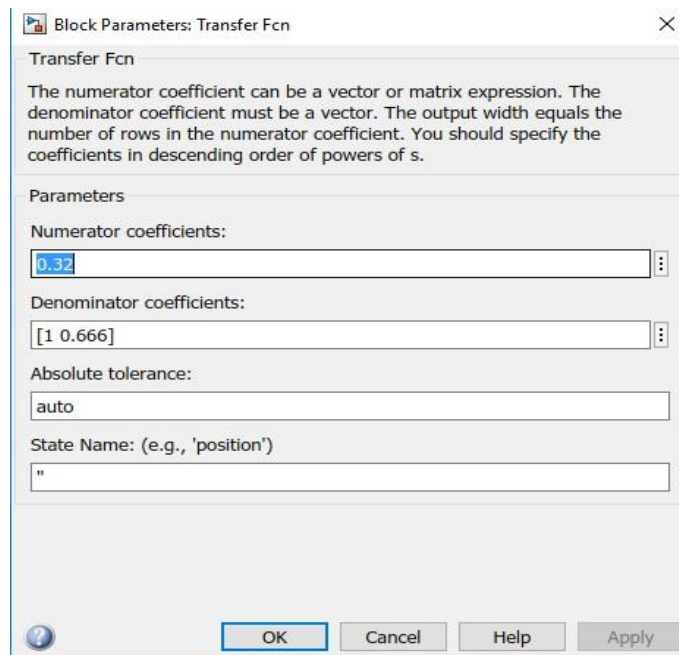 Block Parameters: Transfer Fcn
Transfer Fcn
The numerator coefficient can be a vector or matrix expression. The
denominator coefficient must be a vector. The output width equals the
number of rows in the numerator coefficient. You should specify the
coefficients in descending order of powers of s.
Parameters
Numerator coefficients:
0.32
Denominator coefficients:
[1 0.666]
Absolute tolerance:
auto
State Name: (e.g., 'position')
''
OK Cancel Help Apply